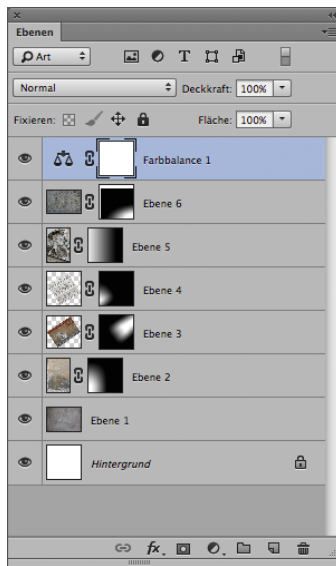 Ebenen
Art
Normal Deckkraft: 100%
Fixieren: Fläche: 100%
Farbbalance 1
Ebene 6
Ebene 5
Ebene 4
Ebene 3
Ebene 2
Ebene 1
Hintergrund
fx